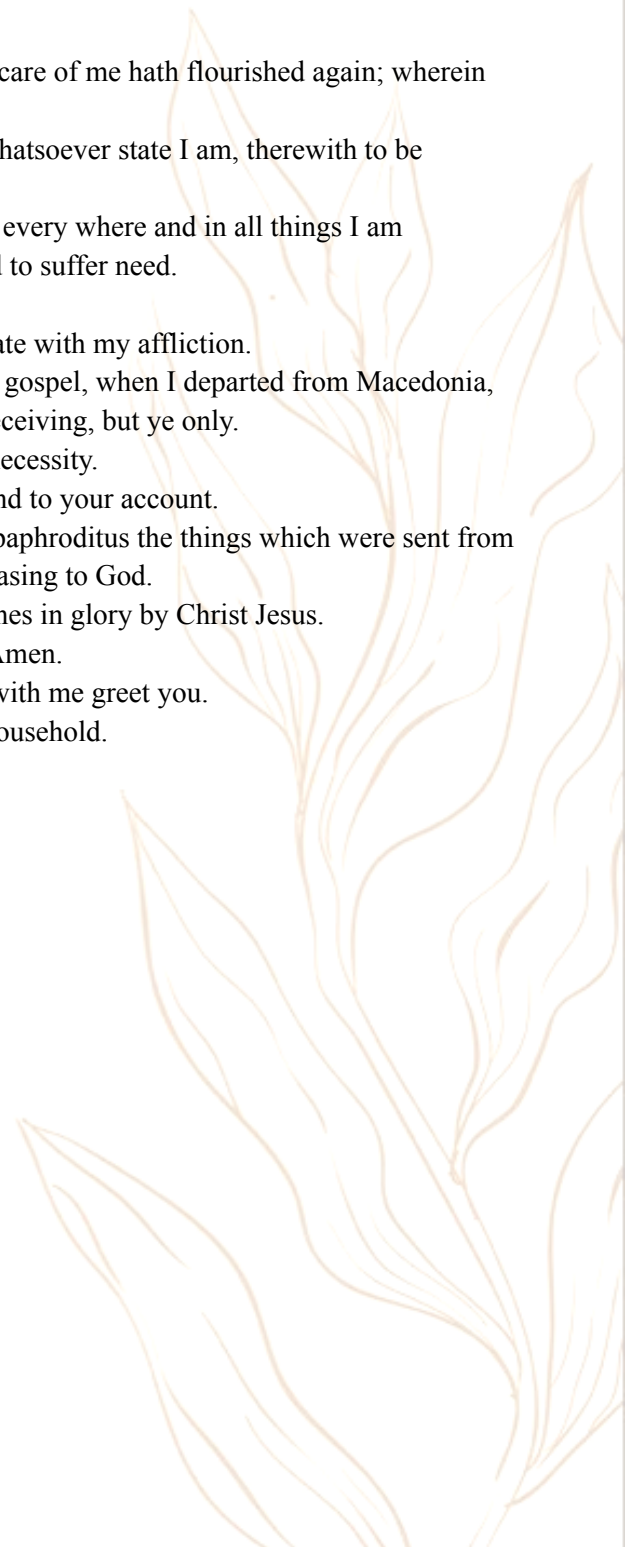 care of me hath flourished again; wherein
hatsoever state I am, therewith to be
every where and in all things I am
l to suffer need.
ate with my affliction.
gospel, when I departed from Macedonia,
ceiving, but ye only.
ecessity.
nd to your account.
paphroditus the things which were sent from
asing to God.
hes in glory by Christ Jesus.
Amen.
with me greet you.
ousehold.